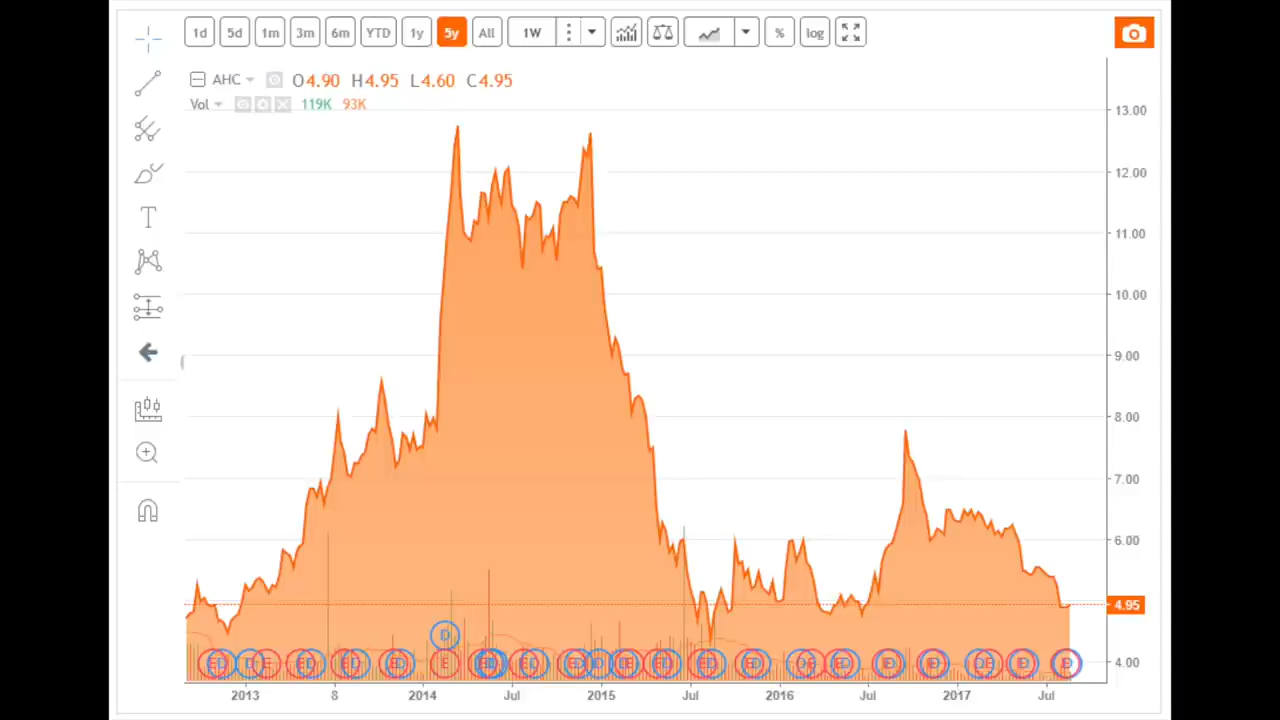 1d 5d 1m 3m 6m YTD 1y 5y All 1W % log
AHC O4.90 H4.95 L4.60 C4.95
Vol 119K 93K
T
13.00
12.00
11.00
10.00
9.00
8.00
7.00
6.00
4.95
4.00
D
2013 8 2014 Jul 2015 Jul 2016 Jul 2017 Jul